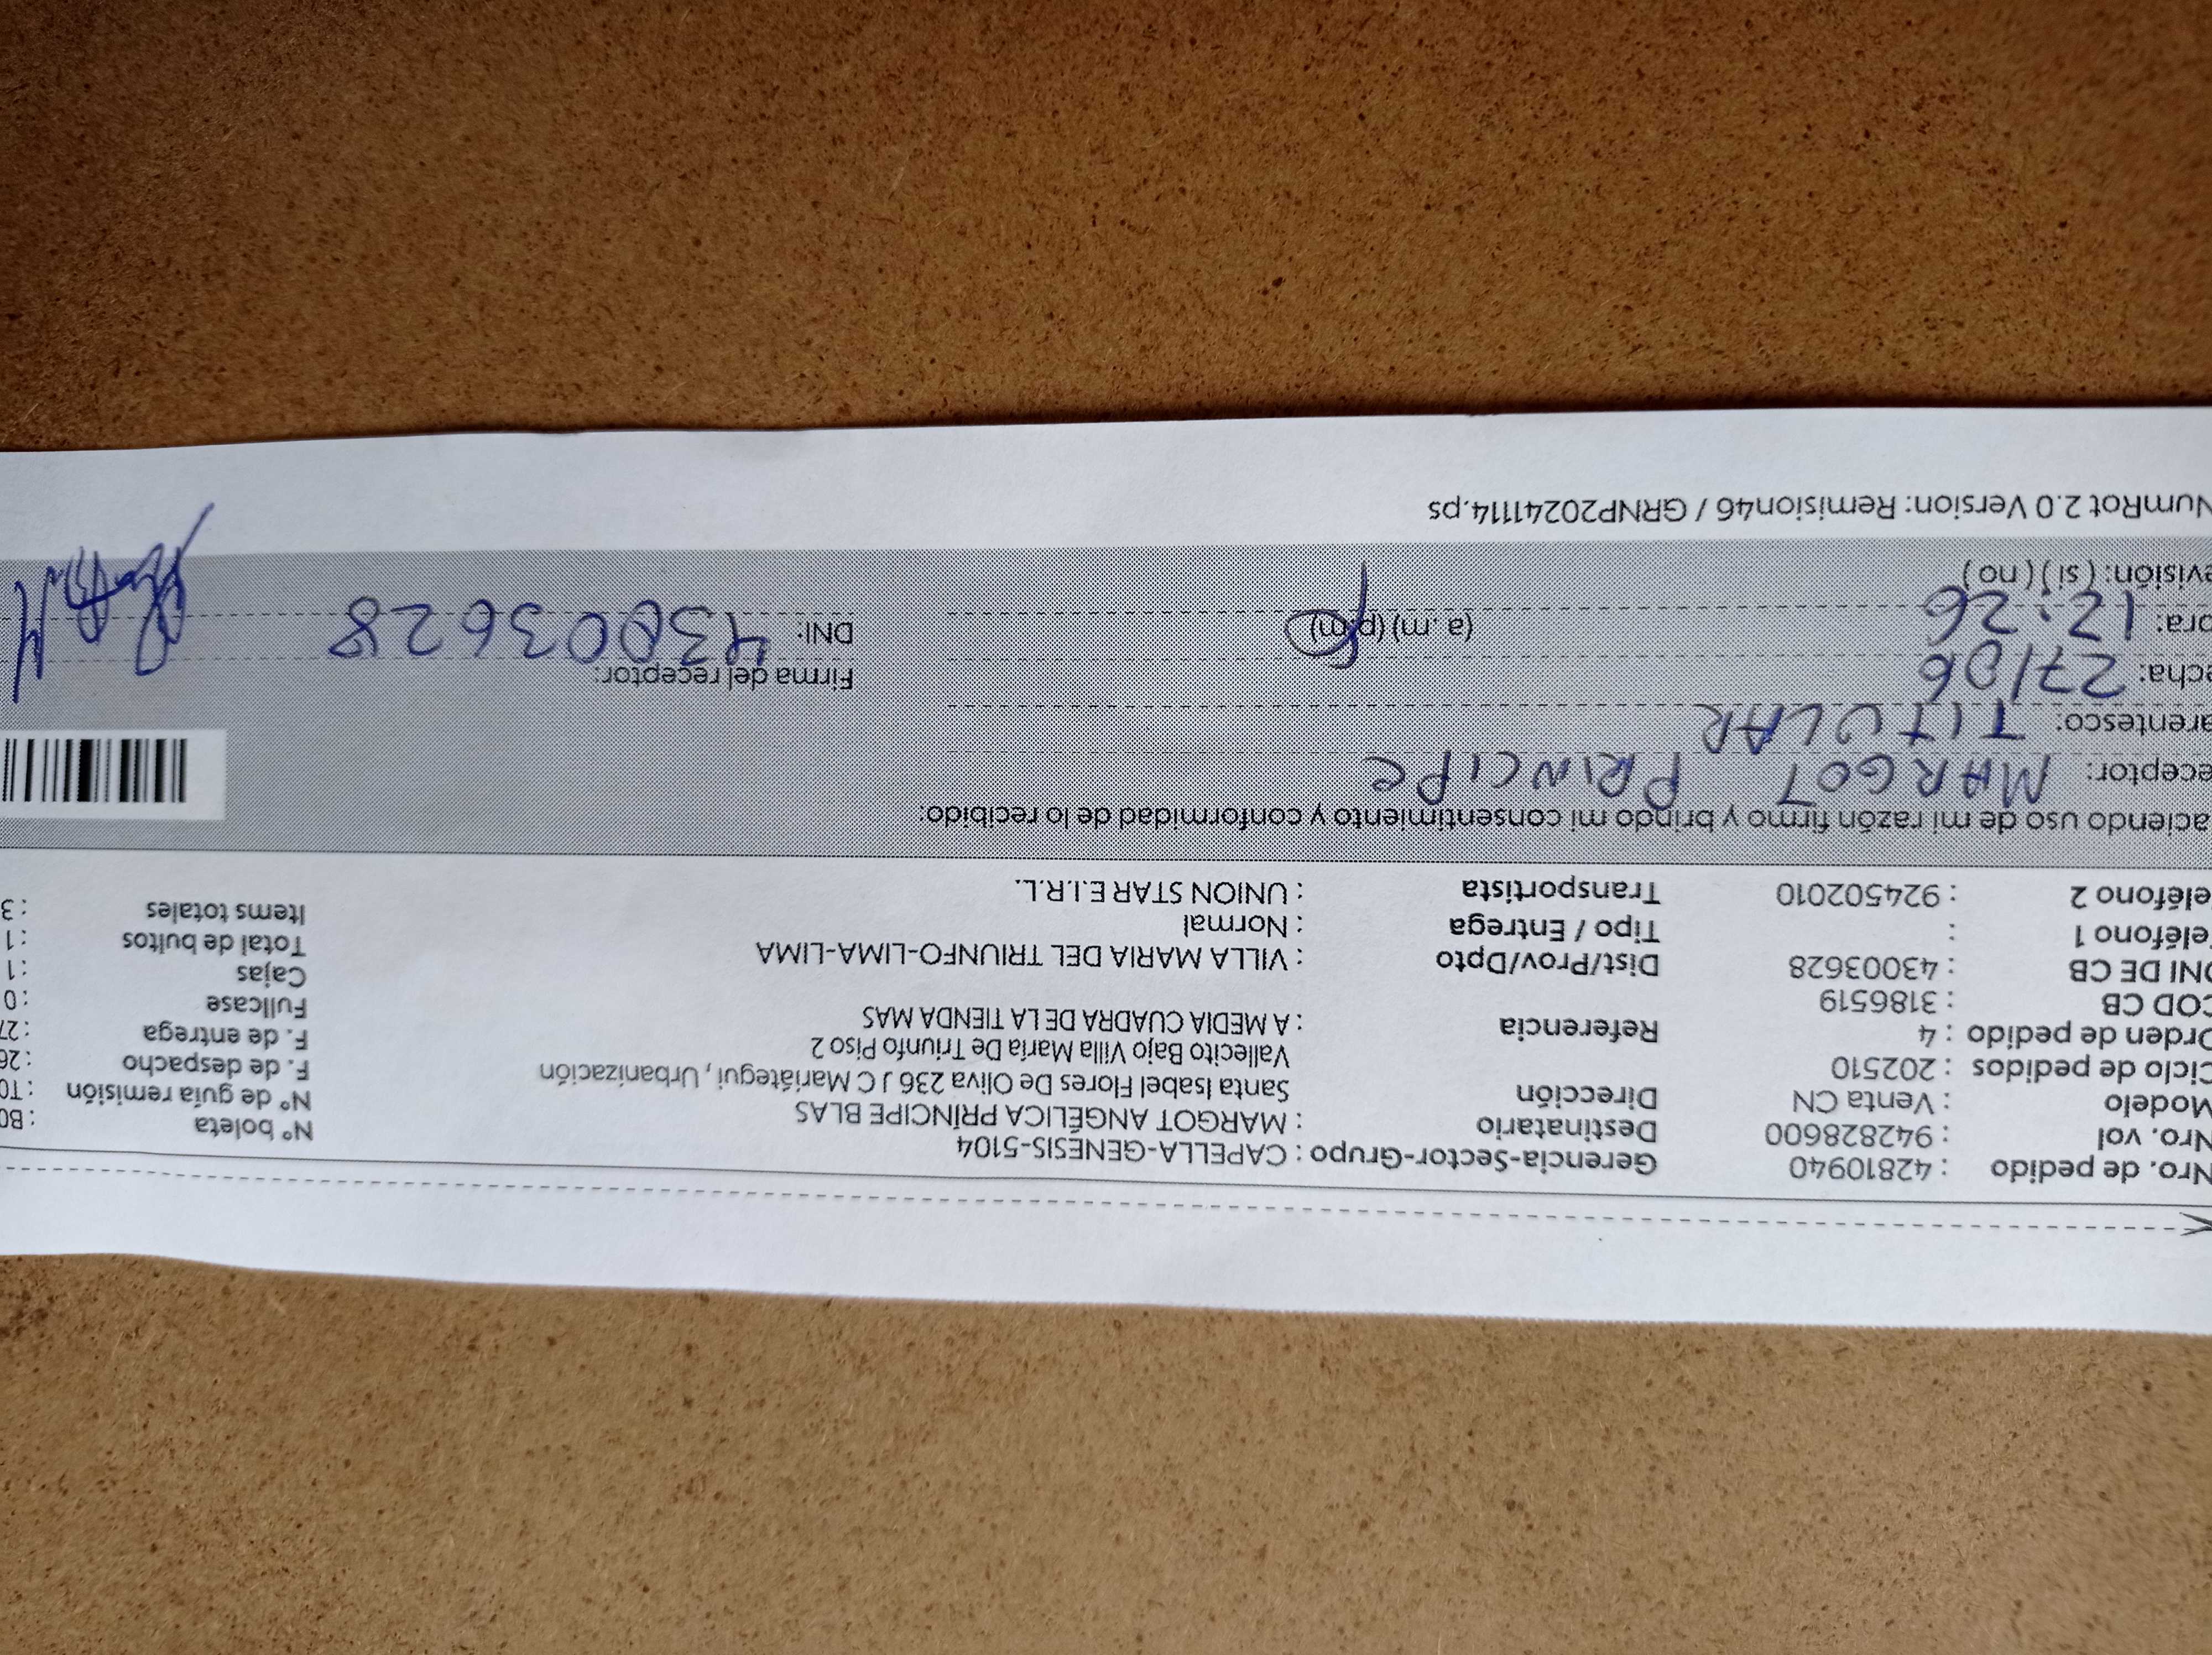 Nro. de pedido : 42810940 Gerencia-Sector-Grupo : CAPELLA-GENESIS-5104 N° boleta : B0
Nro. vol : 942828600 Destinatario : MARGOT ANGÉLICA PRÍNCIPE BLAS N° de guía remisión : T0
Modelo : Venta CN Dirección Santa Isabel Flores De Oliva 236 J C Mariátegui , Urbanización F. de despacho : 26
Ciclo de pedidos : 202510 Vallecito Bajo Villa María De Triunfo Piso 2 F. de entrega : 27
Orden de pedido : 4 Referencia : A MEDIA CUADRA DE LA TIENDA MAS Fullcase : 0
COD CB : 3186519 Cajas : 1
DNI DE CB : 43003628 Dist/Prov/Dpto : VILLA MARIA DEL TRIUNFO-LIMA-LIMA Total de bultos : 1
Teléfono 1 : Tipo / Entrega : Normal Items totales : 3
eléfono 2 : 924502010 Transportista : UNION STAR E.I.R.L.
aciendo uso de mi razón firmo y brindo mi consentimiento y conformidad de lo recibido:
eceptor: MARGOT PRINCIPE
arentesco: TITULAR
echa: 27/06 Firma del receptor:
ora: 12:26 (a. m) (p.m) DNI: 43003628
evisión: ( si ) ( no )
NumRot 2.0 Version: Remision46 / GRNP20241114.ps